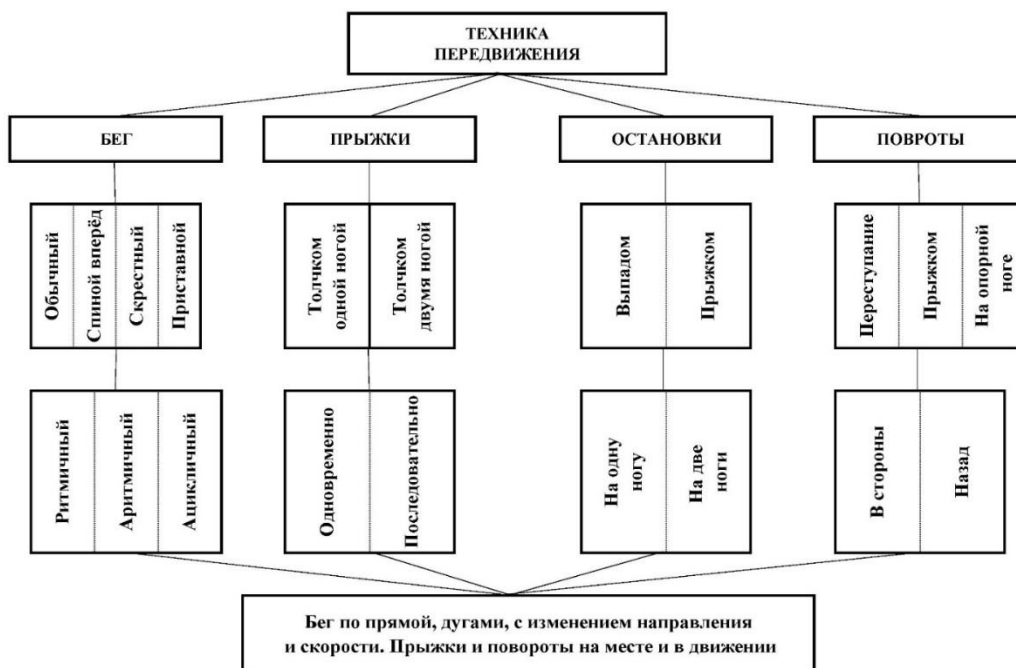 ТЕХНИКА
ПЕРЕДВИЖЕНИЯ
БЕГ
ПРЫЖКИ
ОСТАНОВКИ
ПОВРОТЫ
Обычный
Спиной вперёд
Скрестный
Приставной
Толчком
одной ногой
Толчком
двумя ногой
Выпадом
Прыжком
Переступание
Прыжком
На опорной
ноге
Ритмичный
Аритмичный
Ацикличный
Одновременно
Последовательно
На одну
ногу
На две
ноги
В стороны
Назад
Бег по прямой, дугами, с изменением направления
и скорости. Прыжки и повороты на месте и в движении